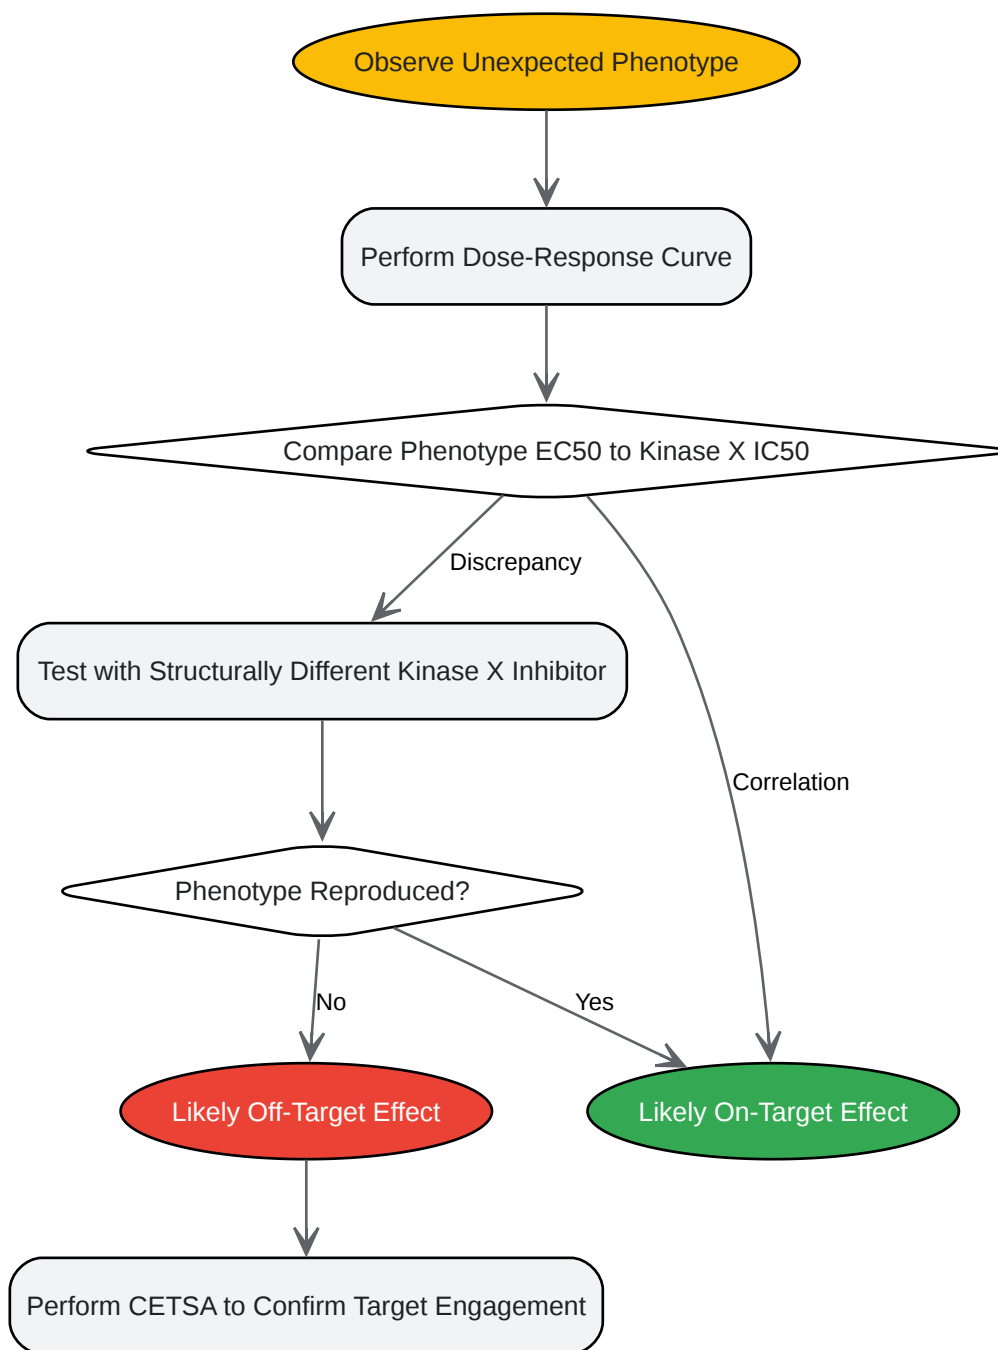 Observe Unexpected Phenotype
Perform Dose-Response Curve
Compare Phenotype EC50 to Kinase X IC50
Discrepancy
Test with Structurally Different Kinase X Inhibitor
Correlation
Phenotype Reproduced?
No
Yes
Likely Off-Target Effect
Likely On-Target Effect
Perform CETSA to Confirm Target Engagement